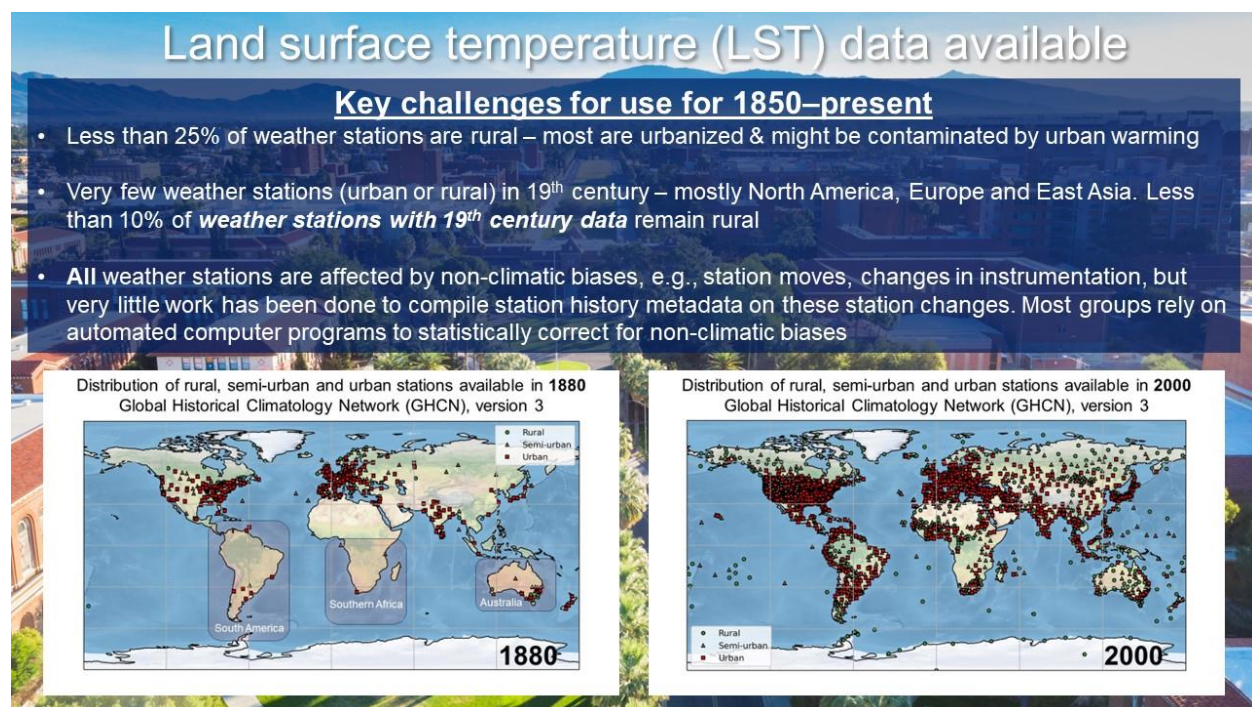 Land surface temperature (LST) data available
Key challenges for use for 1850–present
• Less than 25% of weather stations are rural – most are urbanized & might be contaminated by urban warming
• Very few weather stations (urban or rural) in 19th century – mostly North America, Europe and East Asia. Less
than 10% of weather stations with 19th century data remain rural
• All weather stations are affected by non-climatic biases, e.g., station moves, changes in instrumentation, but
very little work has been done to compile station history metadata on these station changes. Most groups rely on
automated computer programs to statistically correct for non-climatic biases
Distribution of rural, semi-urban and urban stations available in 1880
Global Historical Climatology Network (GHCN), version 3
Rural
Semi-urban
Urban
South America
Southern Africa
Australia
1880
Distribution of rural, semi-urban and urban stations available in 2000
Global Historical Climatology Network (GHCN), version 3
Rural
Semi-urban
Urban
2000